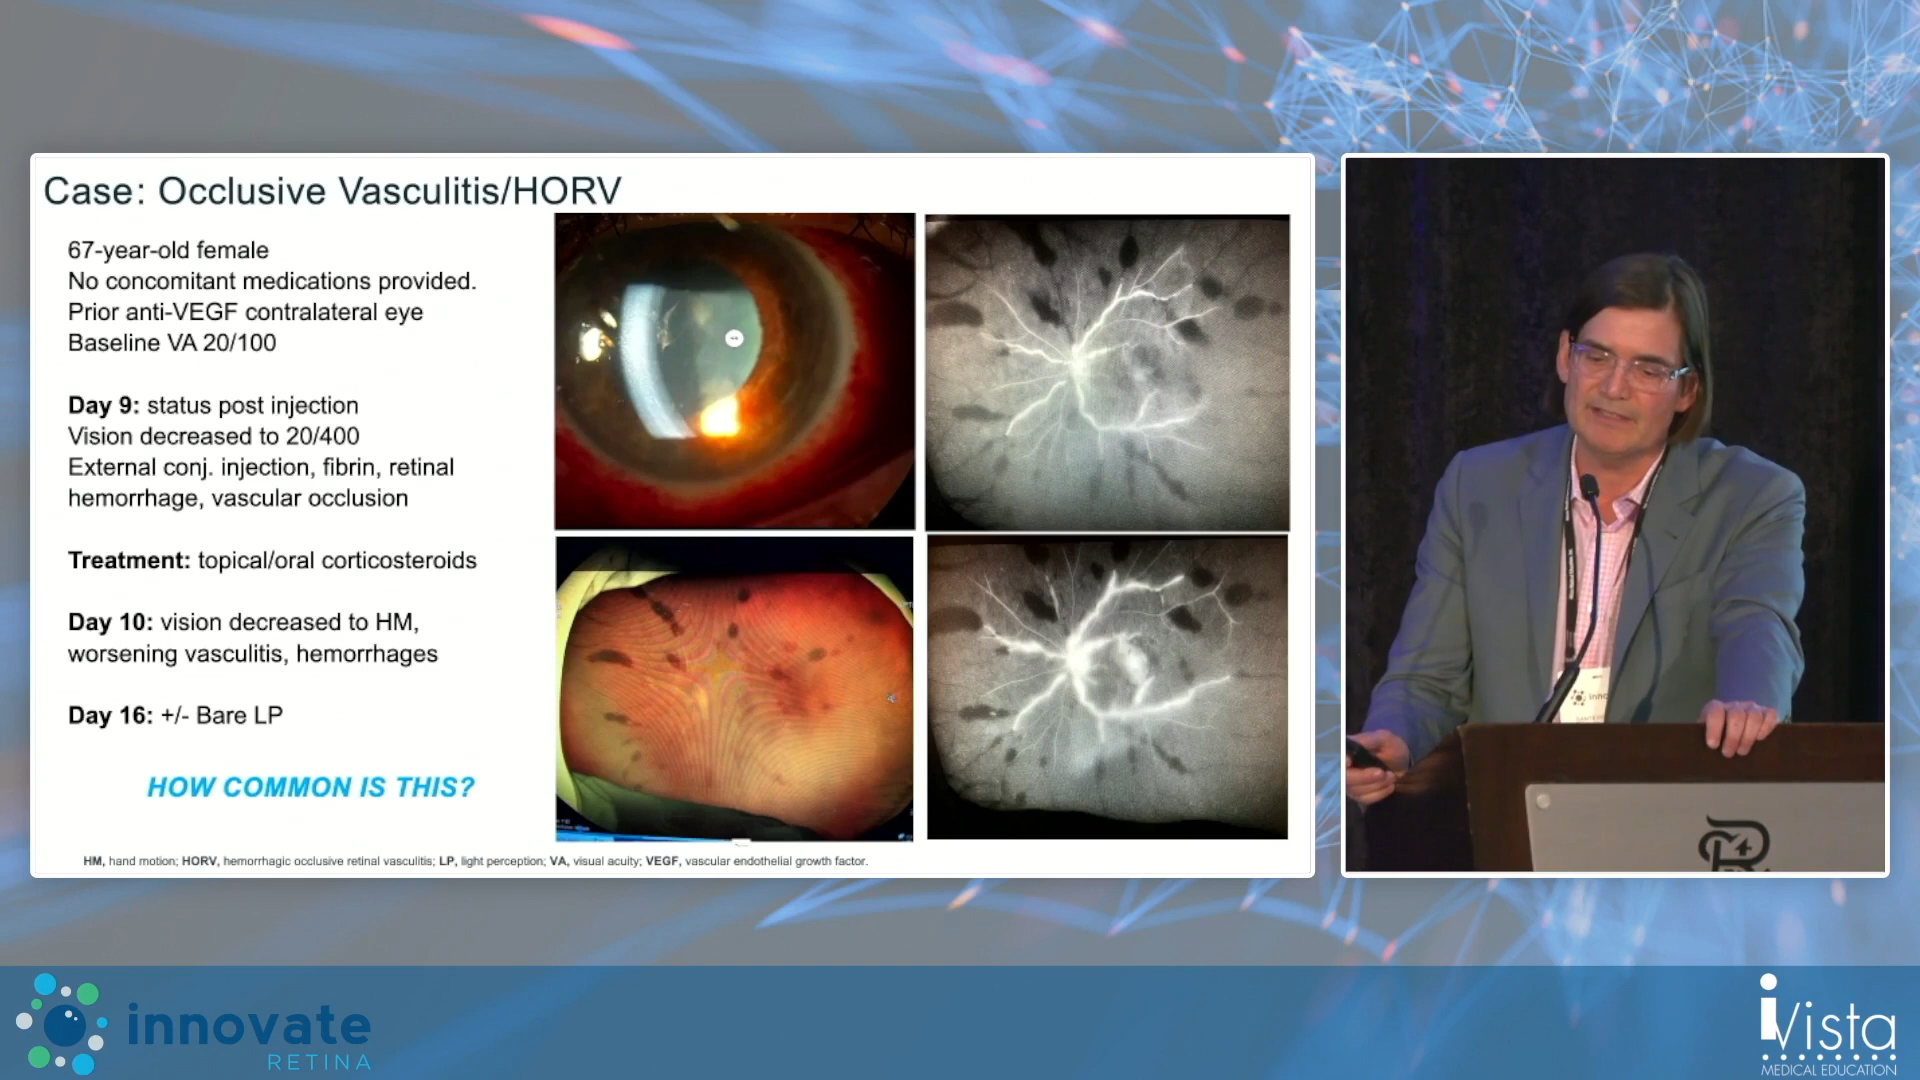 Case: Occlusive Vasculitis/HORV
67-year-old female
No concomitant medications provided.
Prior anti-VEGF contralateral eye
Baseline VA 20/100
Day 9: status post injection
Vision decreased to 20/400
External conj. injection, fibrin, retinal
hemorrhage, vascular occlusion
Treatment: topical/oral corticosteroids
Day 10: vision decreased to HM,
worsening vasculitis, hemorrhages
Day 16: +/- Bare LP
HOW COMMON IS THIS?
HM, hand motion; HORV, hemorrhagic occlusive retinal vasculitis; LP, light perception; VA, visual acuity; VEGF, vascular endothelial growth factor.
innovate
RETINA
iVista
MEDICAL EDUCATION